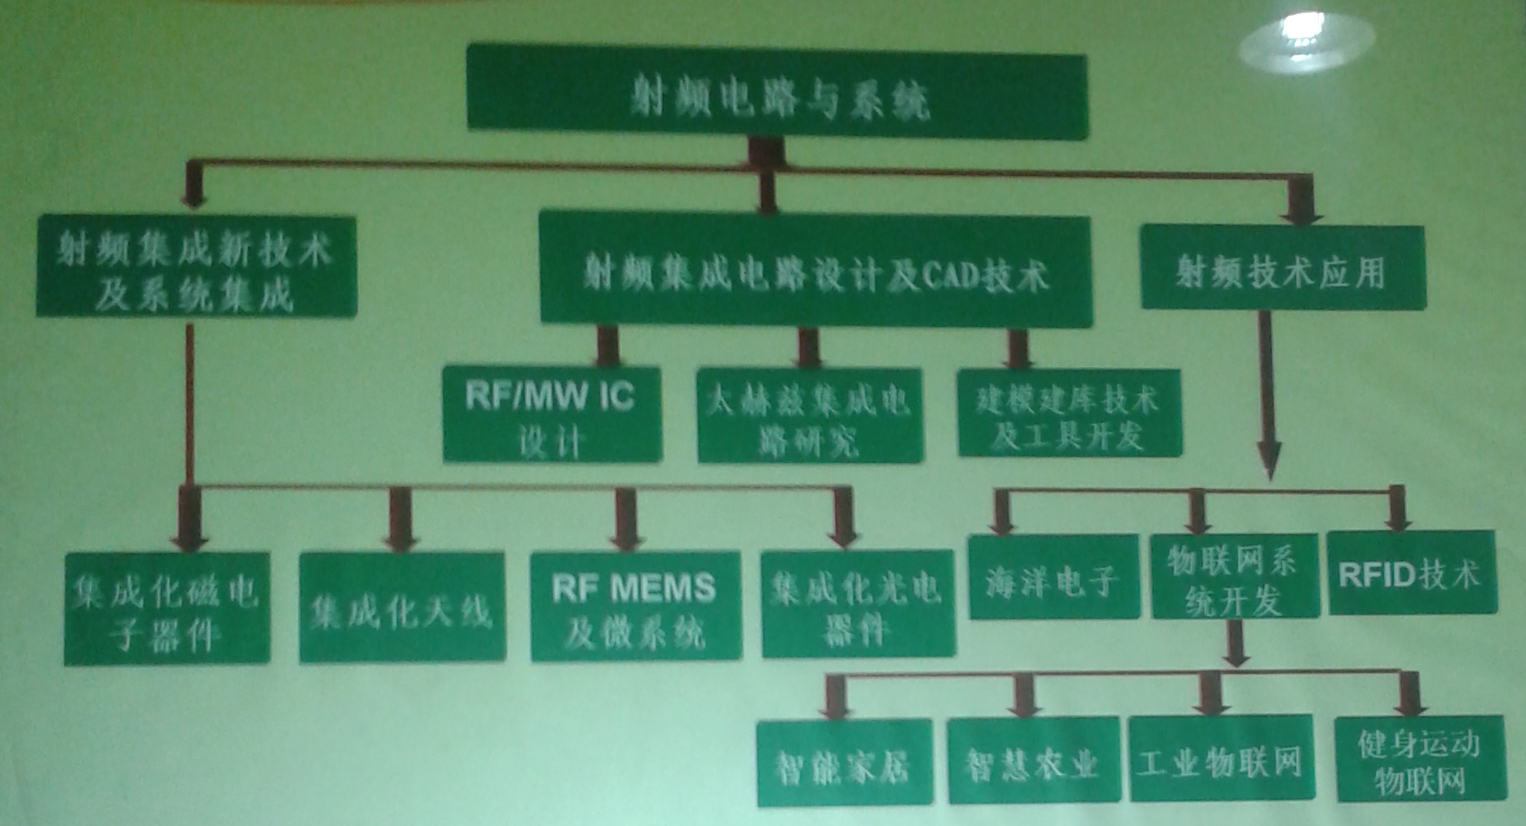 射频电路与系统
射频集成新技术
及系统集成
射频集成电路设计及CAD技术
射频技术应用
RF/MW IC
设计
太赫兹集成电
路研究
建模建库技术
及工具开发
集成化磁电
子器件
集成化天线
RF MEMS
及微系统
集成化光电
器件
海洋电子
物联网系
统开发
RFID技术
智能家居
智慧农业
工业物联网
健身运动
物联网